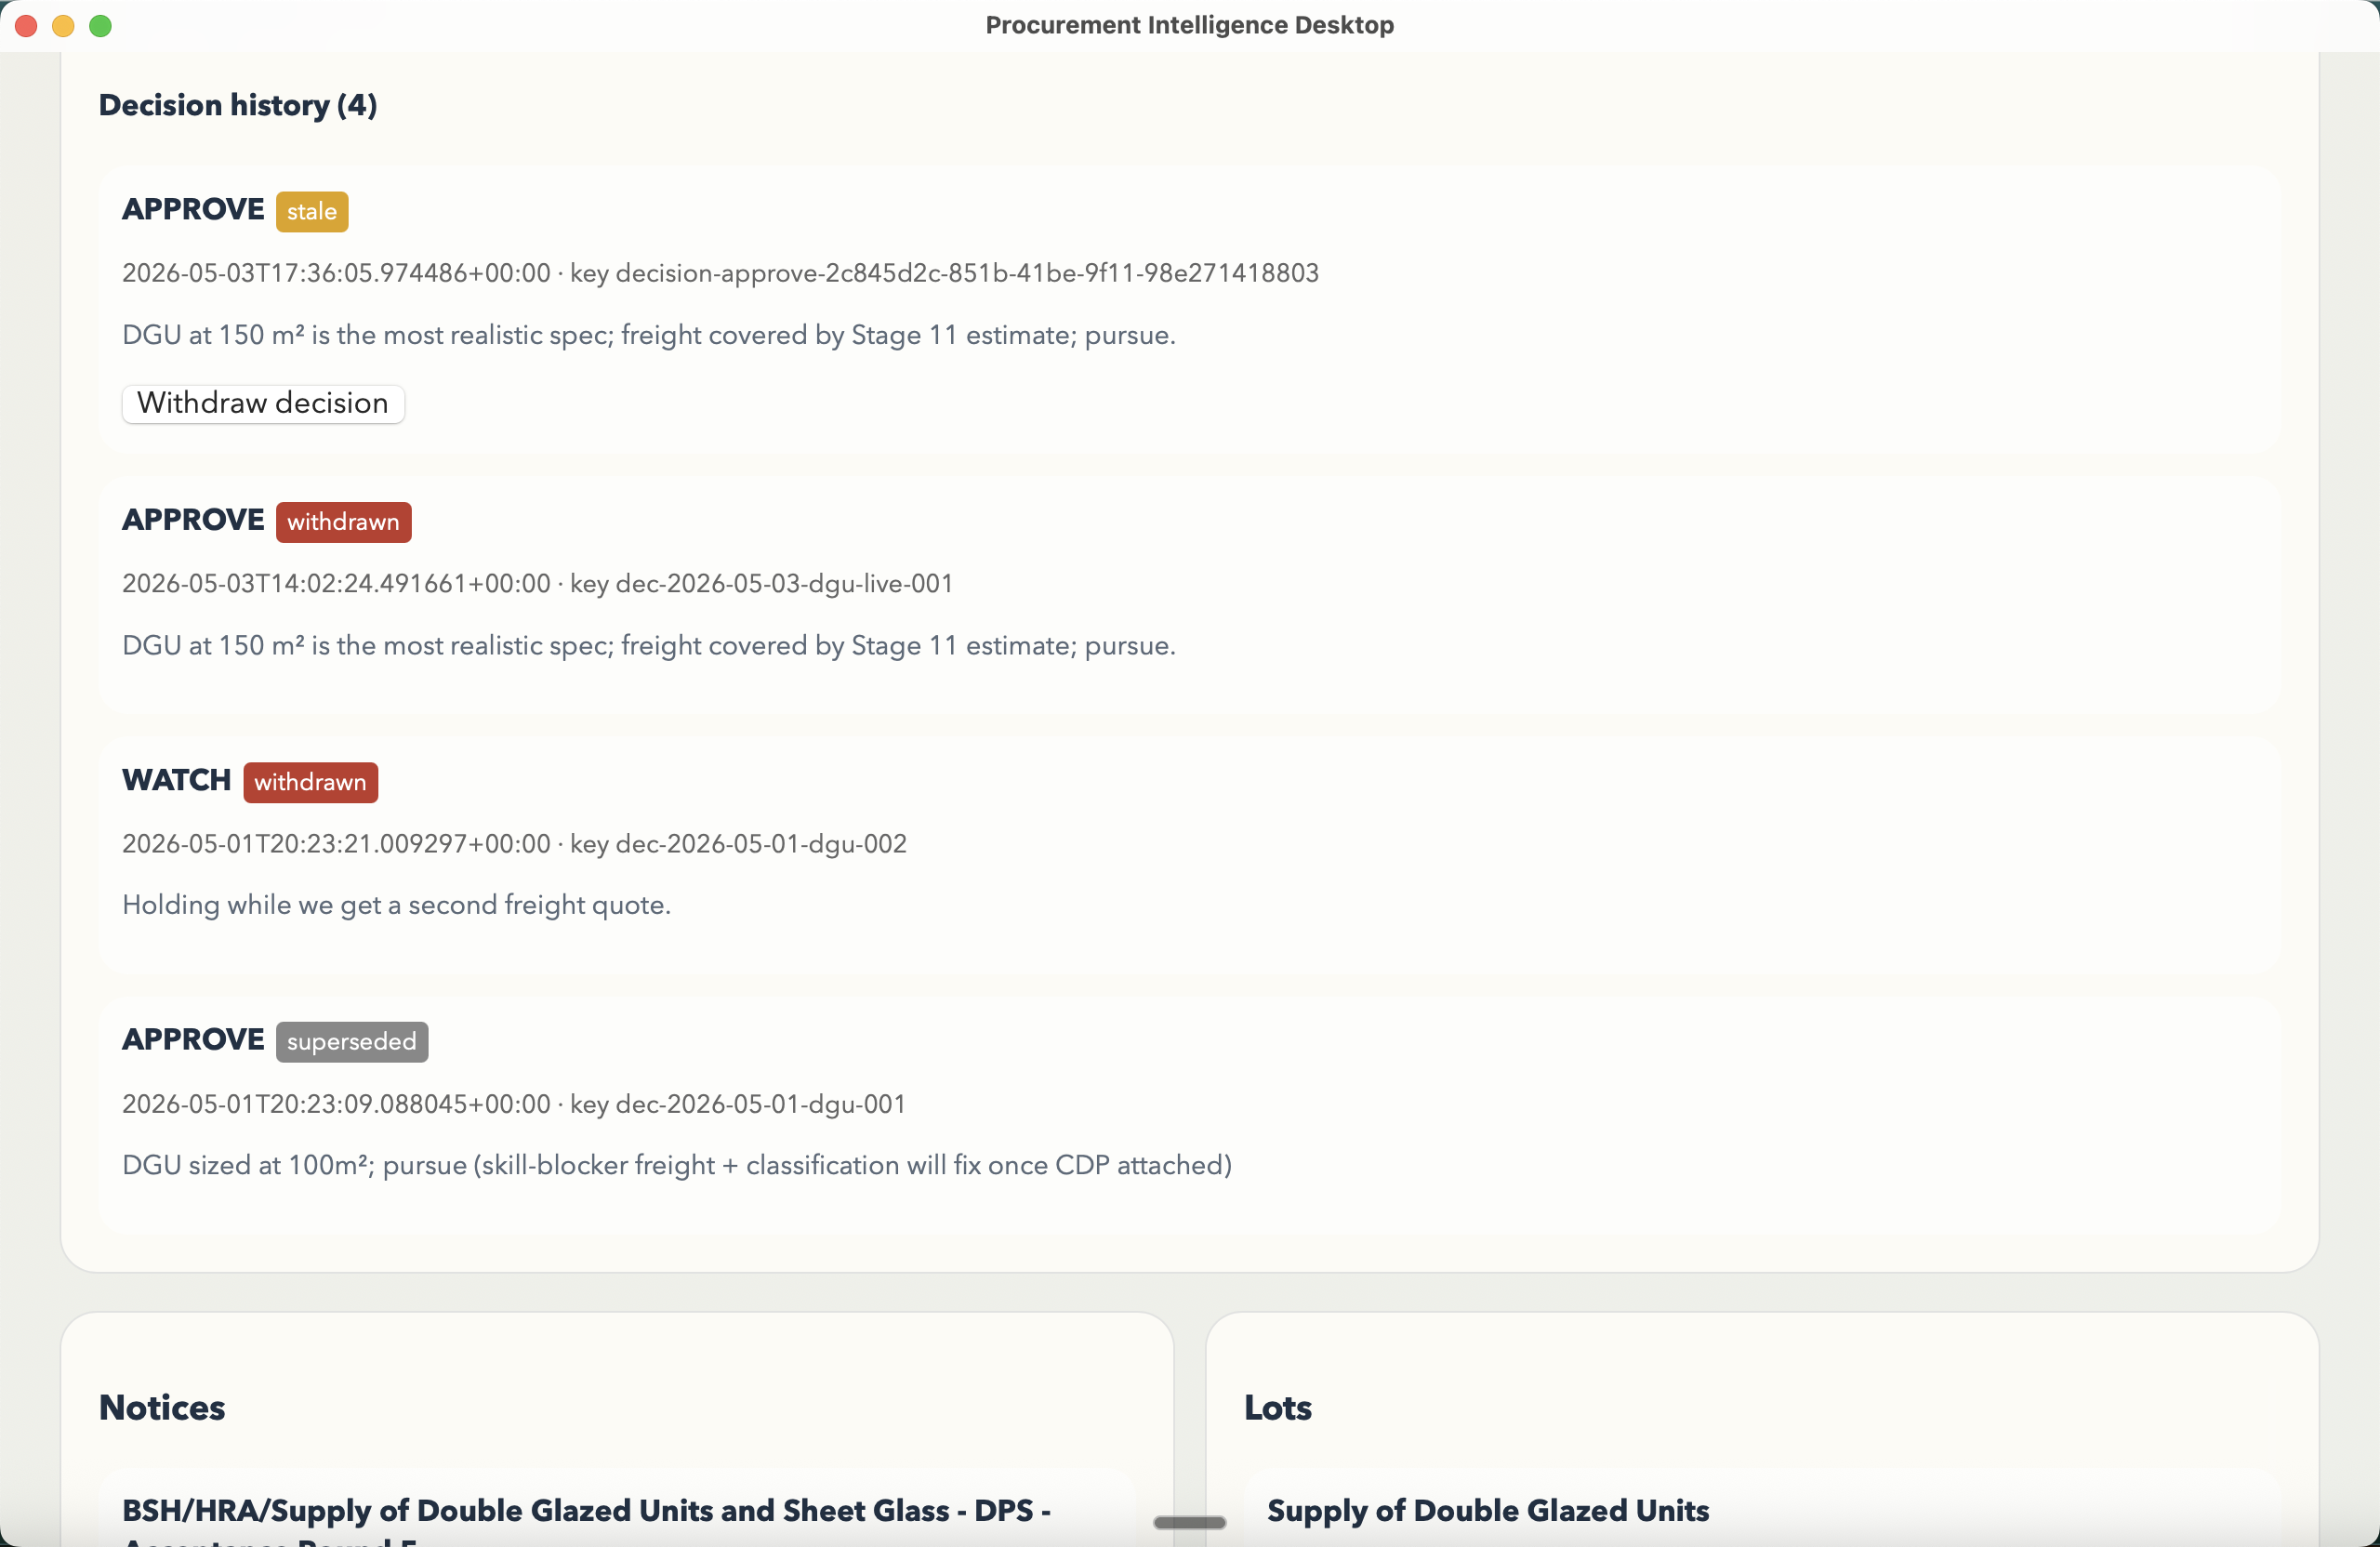 Procurement Intelligence Desktop
Decision history (4)
APPROVE stale
2026-05-03T17:36:05.974486+00:00 · key decision-approve-2c845d2c-851b-41be-9f11-98e271418803
DGU at 150 m² is the most realistic spec; freight covered by Stage 11 estimate; pursue.
Withdraw decision
APPROVE withdrawn
2026-05-03T14:02:24.491661+00:00 · key dec-2026-05-03-dgu-live-001
DGU at 150 m² is the most realistic spec; freight covered by Stage 11 estimate; pursue.
WATCH withdrawn
2026-05-01T20:23:21.009297+00:00 · key dec-2026-05-01-dgu-002
Holding while we get a second freight quote.
APPROVE superseded
2026-05-01T20:23:09.088045+00:00 · key dec-2026-05-01-dgu-001
DGU sized at 100m²; pursue (skill-blocker freight + classification will fix once CDP attached)
Notices
BSH/HRA/Supply of Double Glazed Units and Sheet Glass - DPS -
Acceptance Round
Lots
Supply of Double Glazed Units